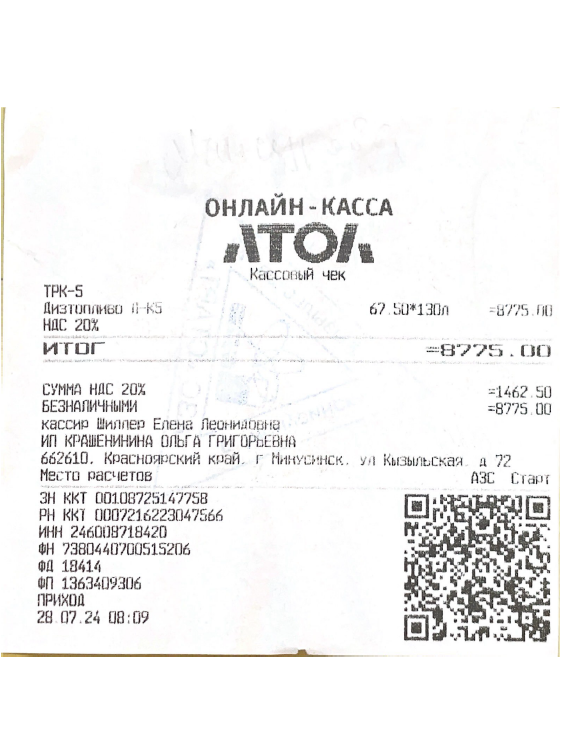 ОНЛАЙН-КАССА
АТОЛ
Кассовый чек
ТРК-5
Дизтопливо Л-К5 67.50*130л =8775.00
НДС 20%
ИТОГ =8775.00
СУММА НДС 20% =1462.50
БЕЗНАЛИЧНЫМИ =8775.00
кассир Шиллер Елена Леонидовна
ИП КРАШЕНИНИНА ОЛЬГА ГРИГОРЬЕВНА
662610, Красноярский край, г Минусинск, ул Кызыльская, д 72
Место расчетов АЗС Старт
ЗН ККТ 00108725147758
РН ККТ 0007216223047566
ИНН 246008718420
ФН 7380440700515206
ФД 18414
ФП 1363409306
ПРИХОД
28.07.24 08:09